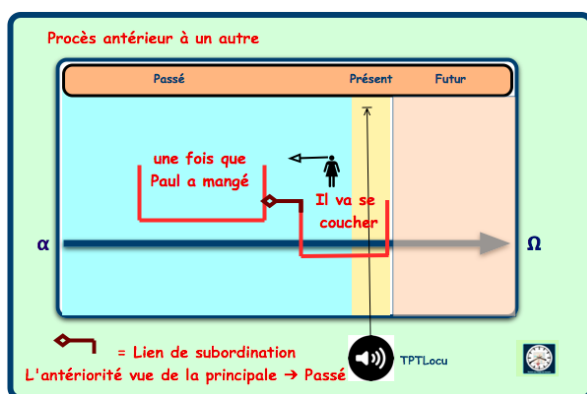 Procès antérieur à un autre
Passé
Présent
Futur
une fois que
Paul a mangé
Il va se
coucher
α
Ω
= Lien de subordination
TPTLocu
L'antériorité vue de la principale → Passé